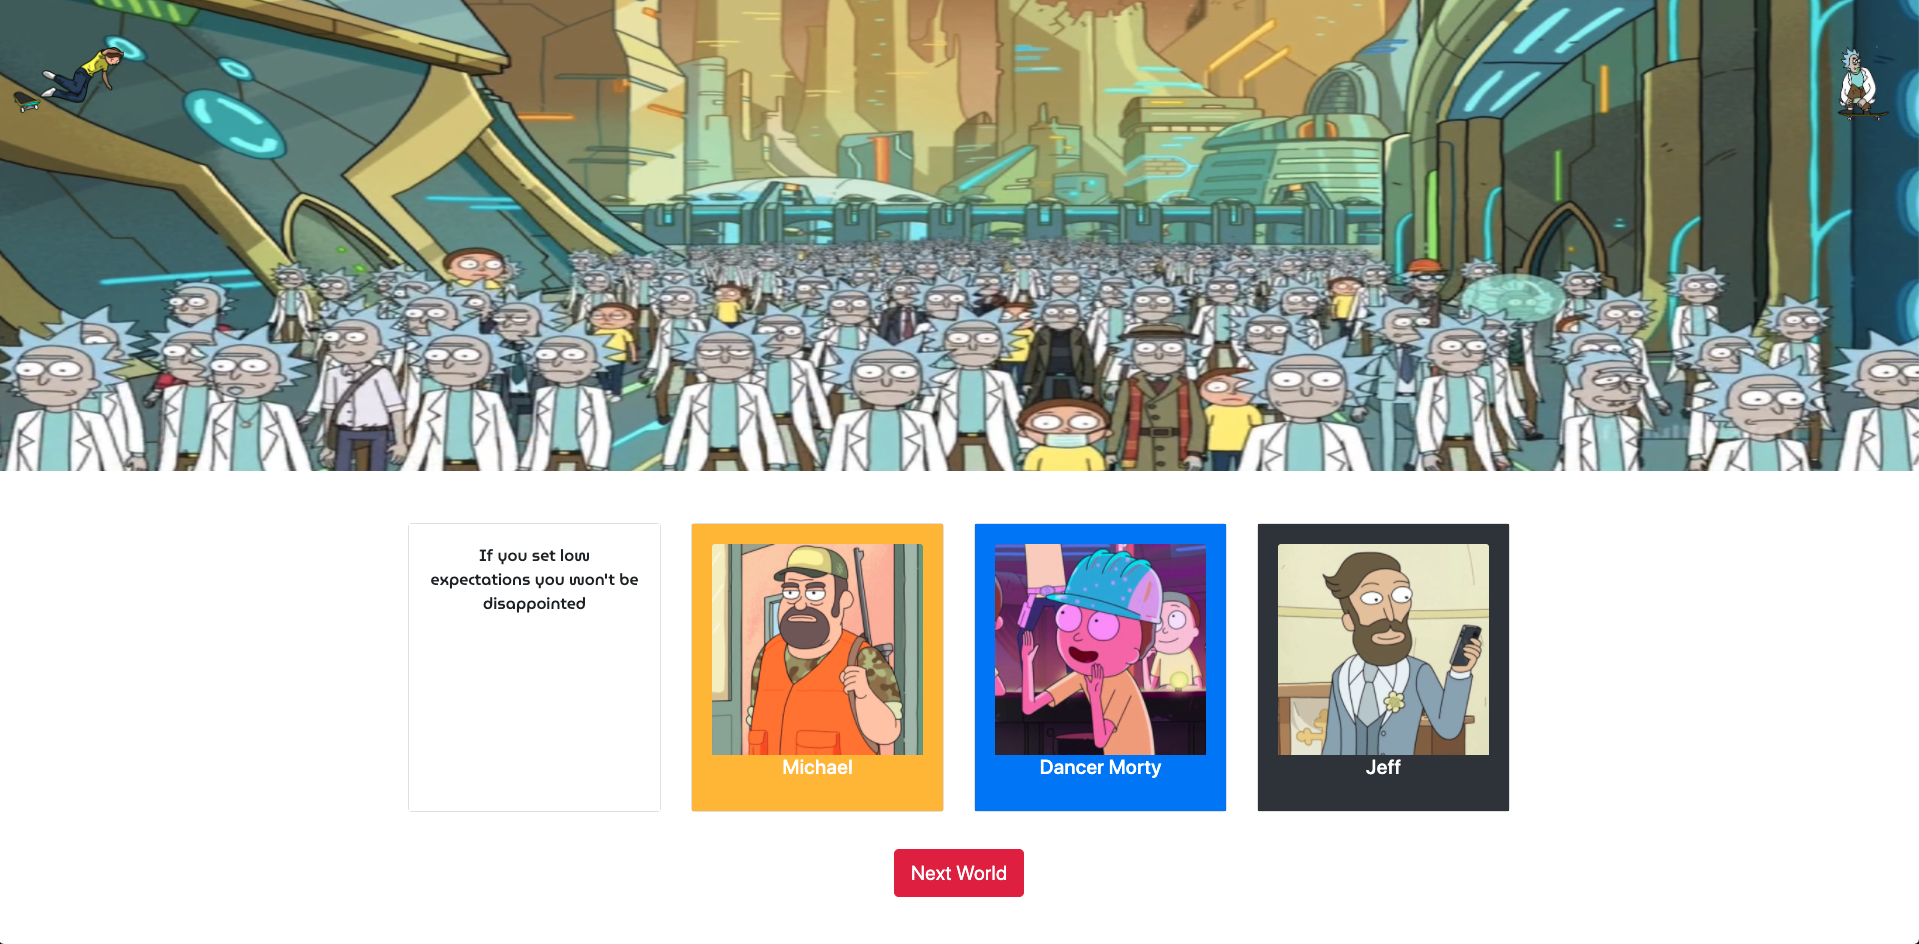 If you set low
expectations you won't be
disappointed
Michael
Dancer Morty
Jeff
Next World